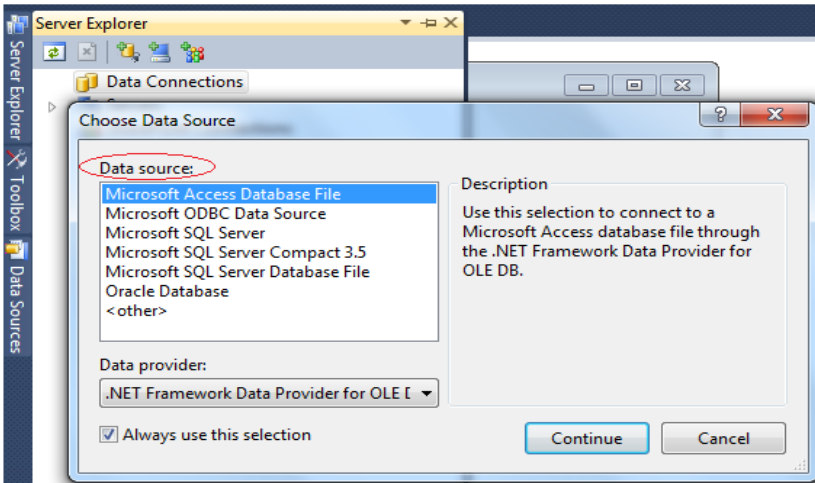 Server Explorer
Data Connections
Server Explorer
Toolbox
Data Sources
Choose Data Source
Data source:
Microsoft Access Database File
Microsoft ODBC Data Source
Microsoft SQL Server
Microsoft SQL Server Compact 3.5
Microsoft SQL Server Database File
Oracle Database
<other>
Description
Use this selection to connect to a
Microsoft Access database file through
the .NET Framework Data Provider for
OLE DB.
Data provider:
.NET Framework Data Provider for OLE
Always use this selection
Continue
Cancel